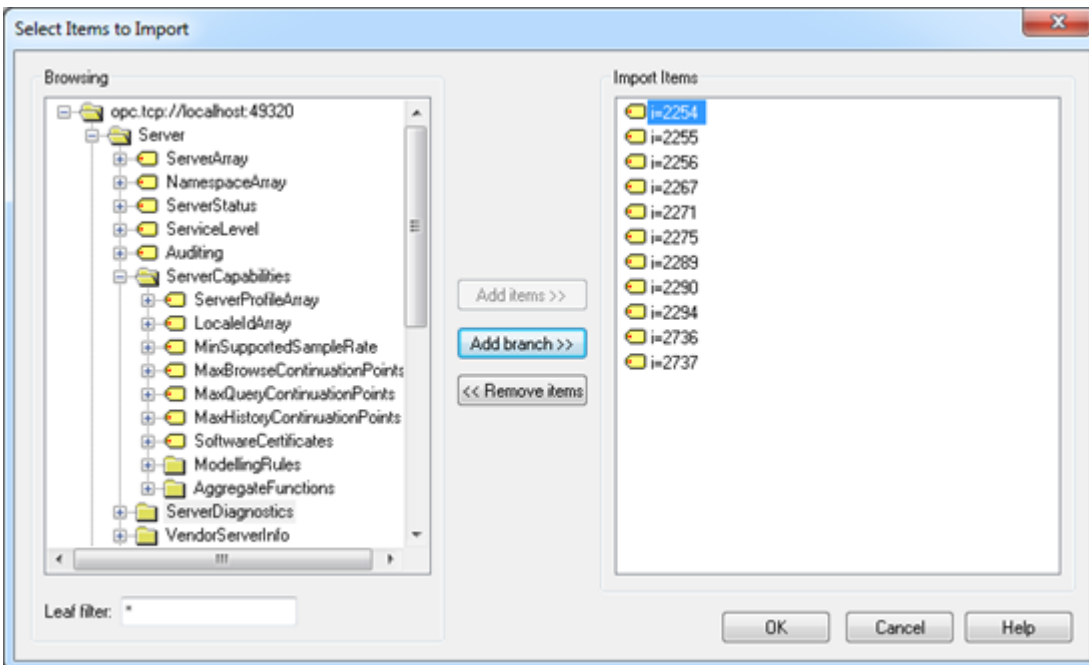 Select Items to Import
Browsing
opc.tcp://localhost:49320
Server
ServerArray
NamespaceArray
ServerStatus
ServiceLevel
Auditing
ServerCapabilities
ServerProfileArray
LocaleIdArray
MinSupportedSampleRate
MaxBrowseContinuationPoints
MaxQueryContinuationPoints
MaxHistoryContinuationPoints
SoftwareCertificates
ModellingRules
AggregateFunctions
ServerDiagnostics
VendorServerInfo
Leaf filter: *
Add items >>
Add branch >>
<< Remove items
Import Items
i=2254
i=2255
i=2256
i=2267
i=2271
i=2275
i=2289
i=2290
i=2294
i=2736
i=2737
OK Cancel Help